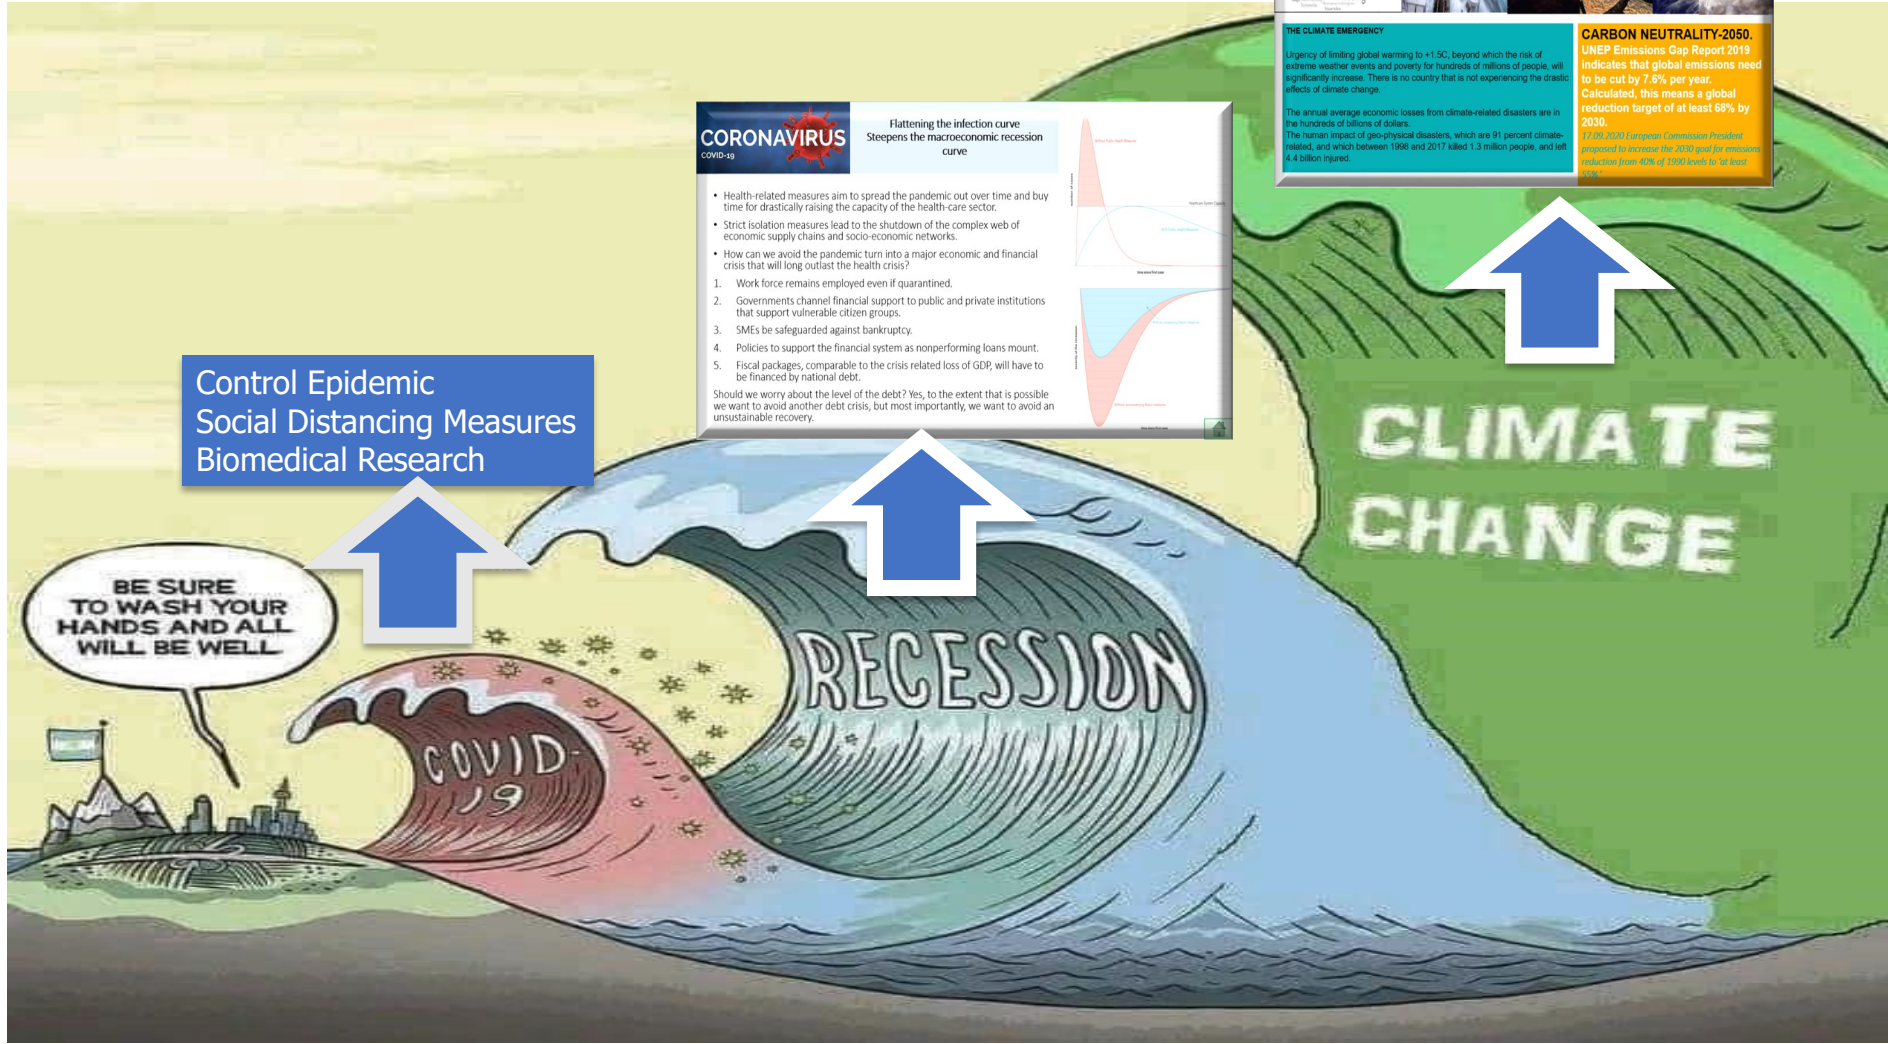 THE CLIMATE EMERGENCY
Urgency of limiting global warming to +1.5C, beyond which the risk of
extreme weather events and poverty for hundreds of millions of people, will
significantly increase. There is no country that is not experiencing the drastic
effects of climate change.
The annual average economic losses from climate-related disasters are in
the hundreds of billions of dollars.
The human impact of geo-physical disasters, which are 91 percent climate-
related, and which between 1998 and 2017 killed 1.3 million people, and left
4.4 billion injured.
CARBON NEUTRALITY-2050.
UNEP Emissions Gap Report 2019
indicates that global emissions need
to be cut by 7.6% per year.
Calculated, this means a global
reduction target of at least 68% by
2030.
17.09.2020 European Commission President
proposed to increase the 2030 goal for emissions
reduction from 40% of 1990 levels to 'at least
55%'
CORONAVIRUS
COVID-19
Flattening the infection curve
Steepens the macroeconomic recession
curve
• Health-related measures aim to spread the pandemic out over time and buy
time for drastically raising the capacity of the health-care sector.
• Strict isolation measures lead to the shutdown of the complex web of
economic supply chains and socio-economic networks.
• How can we avoid the pandemic turn into a major economic and financial
crisis that will long outlast the health crisis?
1. Work force remains employed even if quarantined.
2. Governments channel financial support to public and private institutions
that support vulnerable citizen groups.
3. SMEs be safeguarded against bankruptcy.
4. Policies to support the financial system as nonperforming loans mount.
5. Fiscal packages, comparable to the crisis related loss of GDP, will have to
be financed by national debt.
Should we worry about the level of the debt? Yes, to the extent that is possible
we want to avoid another debt crisis, but most importantly, we want to avoid an
unsustainable recovery.
Control Epidemic
Social Distancing Measures
Biomedical Research
CLIMATE
CHANGE
BE SURE
TO WASH YOUR
HANDS AND ALL
WILL BE WELL
RECESSION
COVID-
19